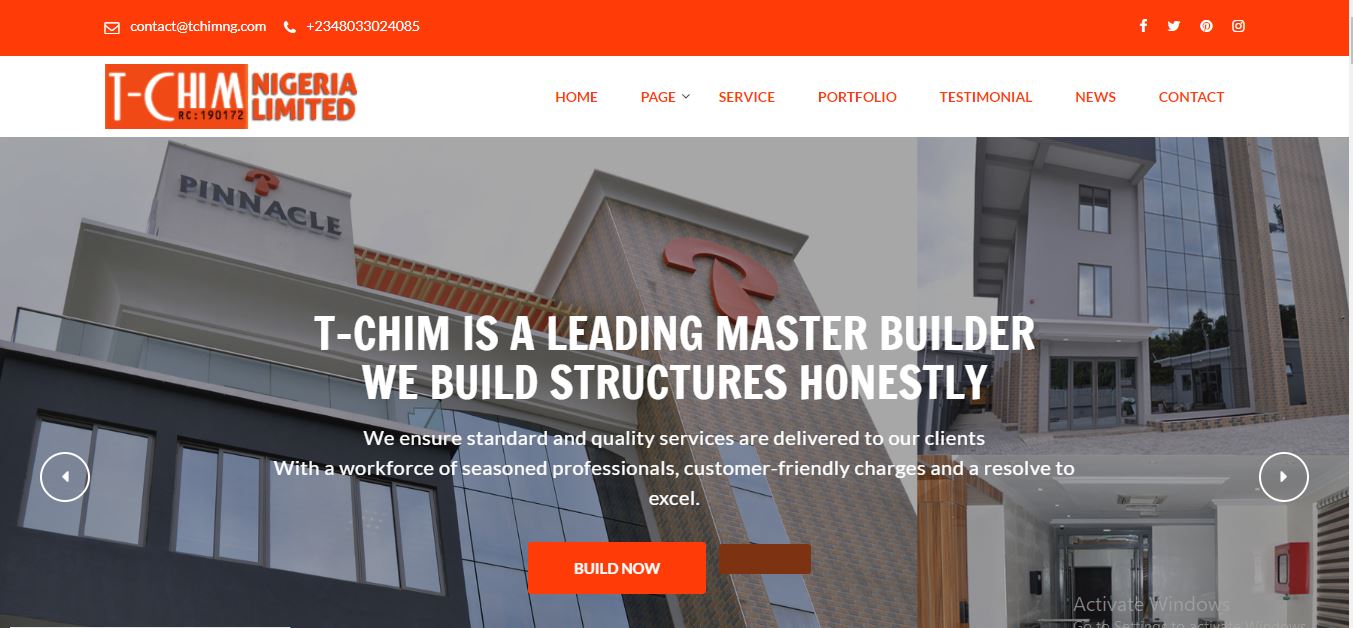 contact@tchimng.com +2348033024085
T-CHIM NIGERIA LIMITED
RC:190172
HOME PAGE SERVICE PORTFOLIO TESTIMONIAL NEWS CONTACT
PINNACLE
T-CHIM IS A LEADING MASTER BUILDER
WE BUILD STRUCTURES HONESTLY
We ensure standard and quality services are delivered to our clients
With a workforce of seasoned professionals, customer-friendly charges and a resolve to
excel.
BUILD NOW
Activate Windows
Go to Settings to activate Windows.